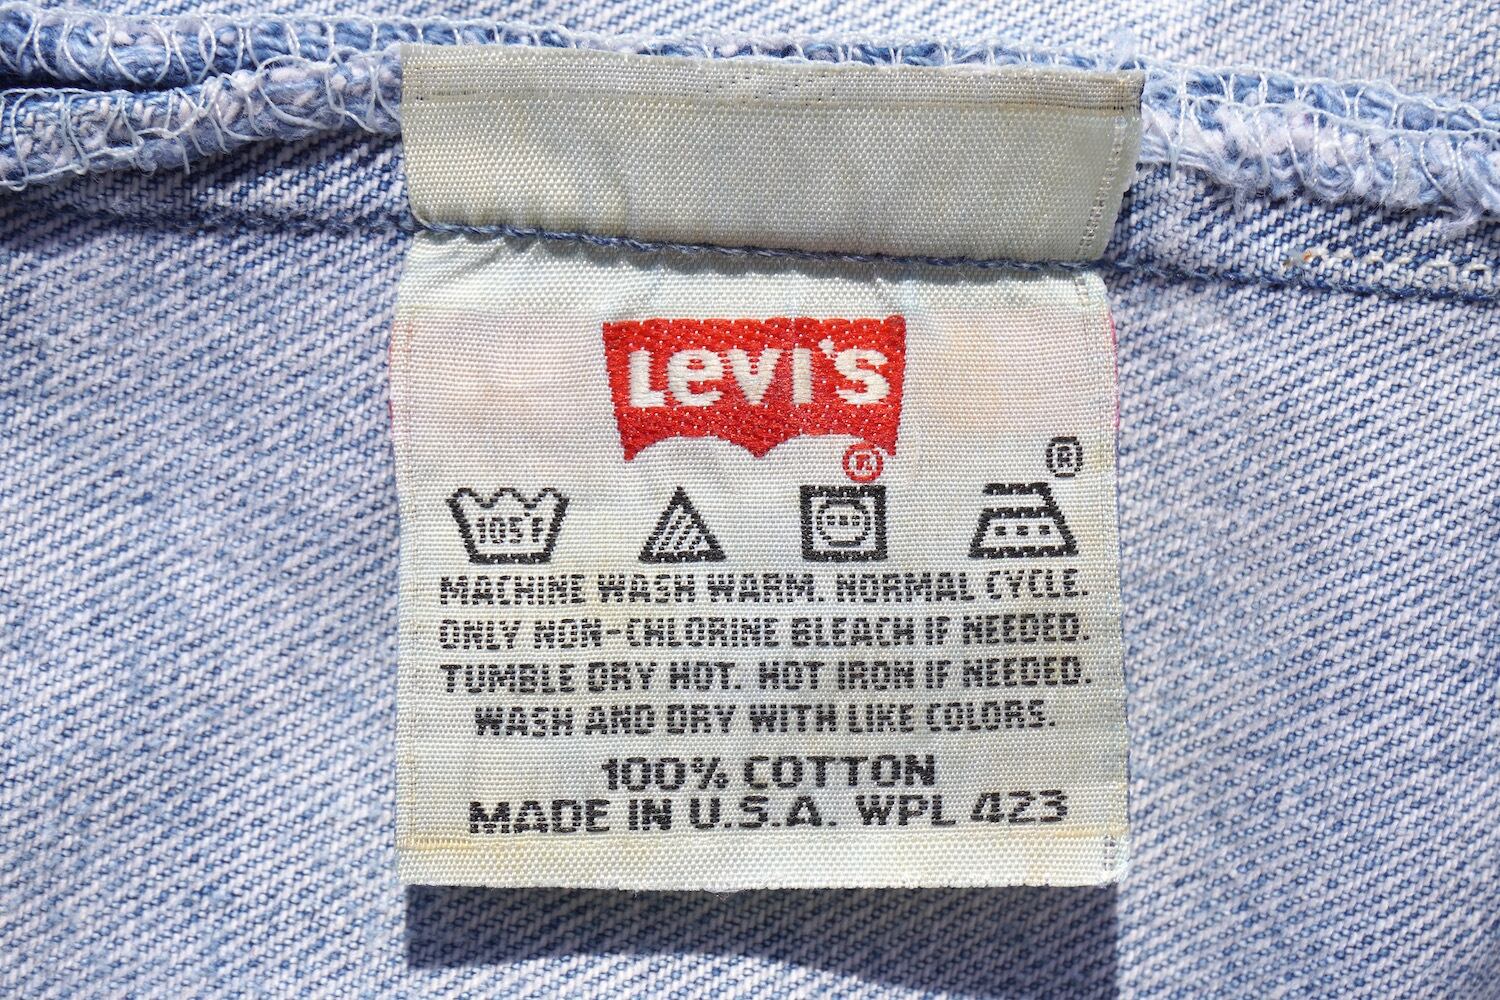 LEVI'S
®
®
105°F
MACHINE WASH WARM. NORMAL CYCLE.
ONLY NON-CHLORINE BLEACH IF NEEDED.
TUMBLE DRY HOT. HOT IRON IF NEEDED.
WASH AND DRY WITH LIKE COLORS.
100% COTTON
MADE IN U.S.A. WPL 423